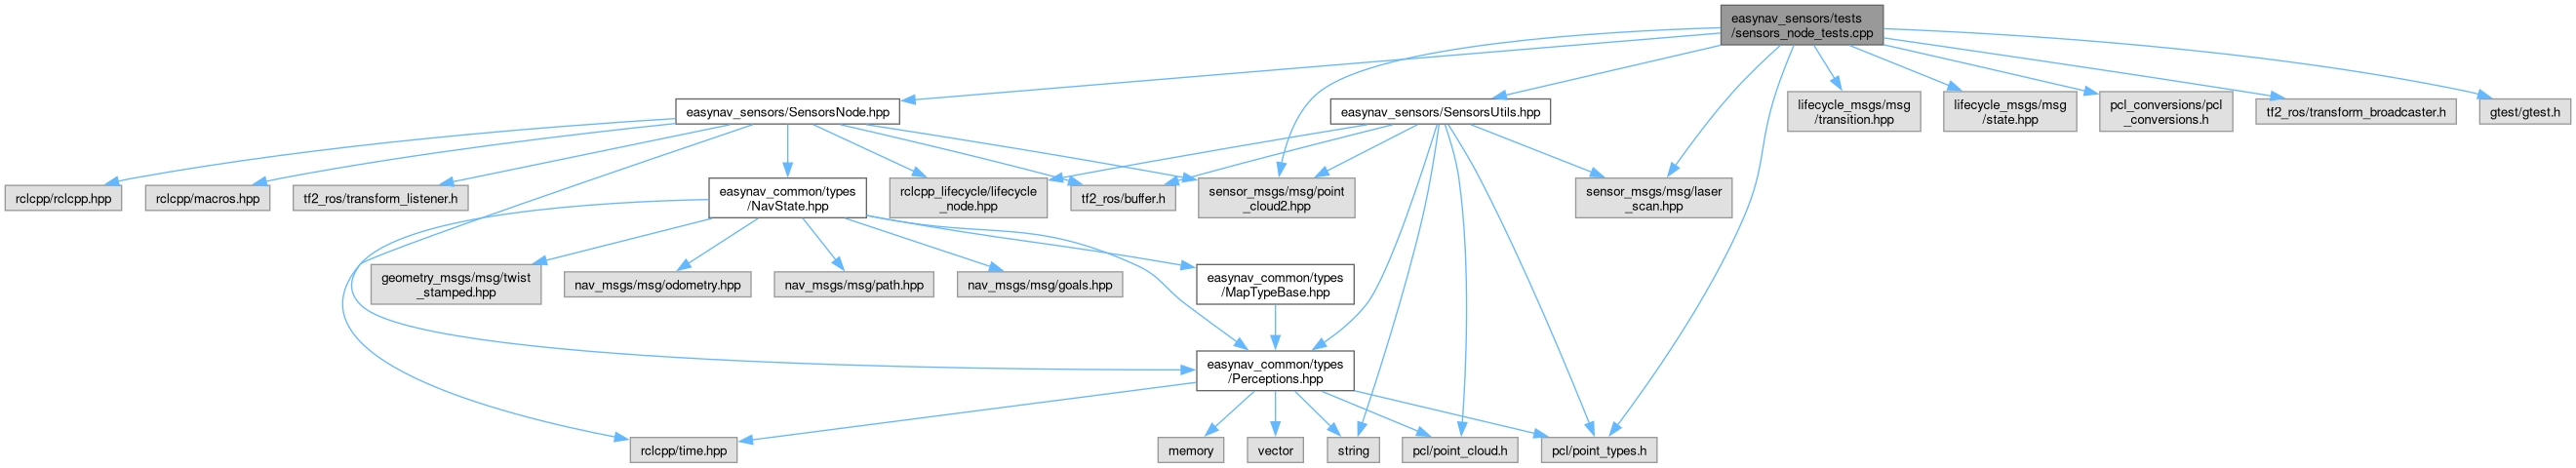 easynav_sensors/tests
/sensors_node_tests.cpp
easynav_sensors/SensorsNode.hpp
easynav_sensors/SensorsUtils.hpp
lifecycle_msgs/msg
/transition.hpp
lifecycle_msgs/msg
/state.hpp
pcl_conversions/pcl
_conversions.h
tf2_ros/transform_broadcaster.h
gtest/gtest.h
rclcpp/rclcpp.hpp
rclcpp/macros.hpp
tf2_ros/transform_listener.h
easynav_common/types
/NavState.hpp
rclcpp_lifecycle/lifecycle
_node.hpp
tf2_ros/buffer.h
sensor_msgs/msg/point
_cloud2.hpp
sensor_msgs/msg/laser
_scan.hpp
geometry_msgs/msg/twist
_stamped.hpp
nav_msgs/msg/odometry.hpp
nav_msgs/msg/path.hpp
nav_msgs/msg/goals.hpp
easynav_common/types
/MapTypeBase.hpp
easynav_common/types
/Perceptions.hpp
rclcpp/time.hpp
memory
vector
string
pcl/point_cloud.h
pcl/point_types.h